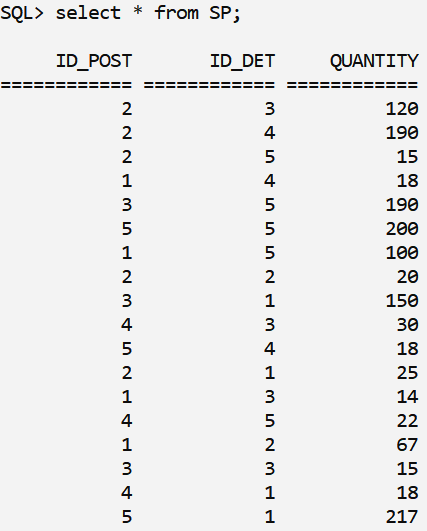 SQL> select * from SP;
ID_POST ID_DET QUANTITY
============ ============ ============
2 3 120
2 4 190
2 5 15
1 4 18
3 5 190
5 5 200
1 5 100
2 2 20
3 1 150
4 3 30
5 4 18
2 1 25
1 3 14
4 5 22
1 2 67
3 3 15
4 1 18
5 1 217